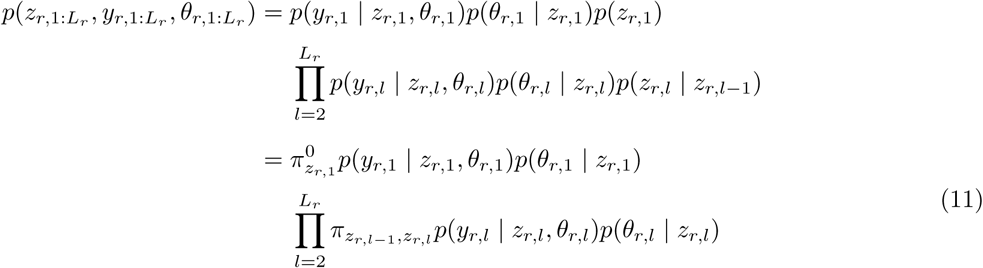 p(z_{r,1:L_r}, y_{r,1:L_r}, θ_{r,1:L_r}) = p(y_{r,1} | z_{r,1}, θ_{r,1})p(θ_{r,1} | z_{r,1})p(z_{r,1})
∏_{l=2}^{L_r} p(y_{r,l} | z_{r,l}, θ_{r,l})p(θ_{r,l} | z_{r,l})p(z_{r,l} | z_{r,l−1})
= π^0_{z_{r,1}} p(y_{r,1} | z_{r,1}, θ_{r,1})p(θ_{r,1} | z_{r,1})
∏_{l=2}^{L_r} π_{z_{r,l−1},z_{r,l}} p(y_{r,l} | z_{r,l}, θ_{r,l})p(θ_{r,l} | z_{r,l})
(11)